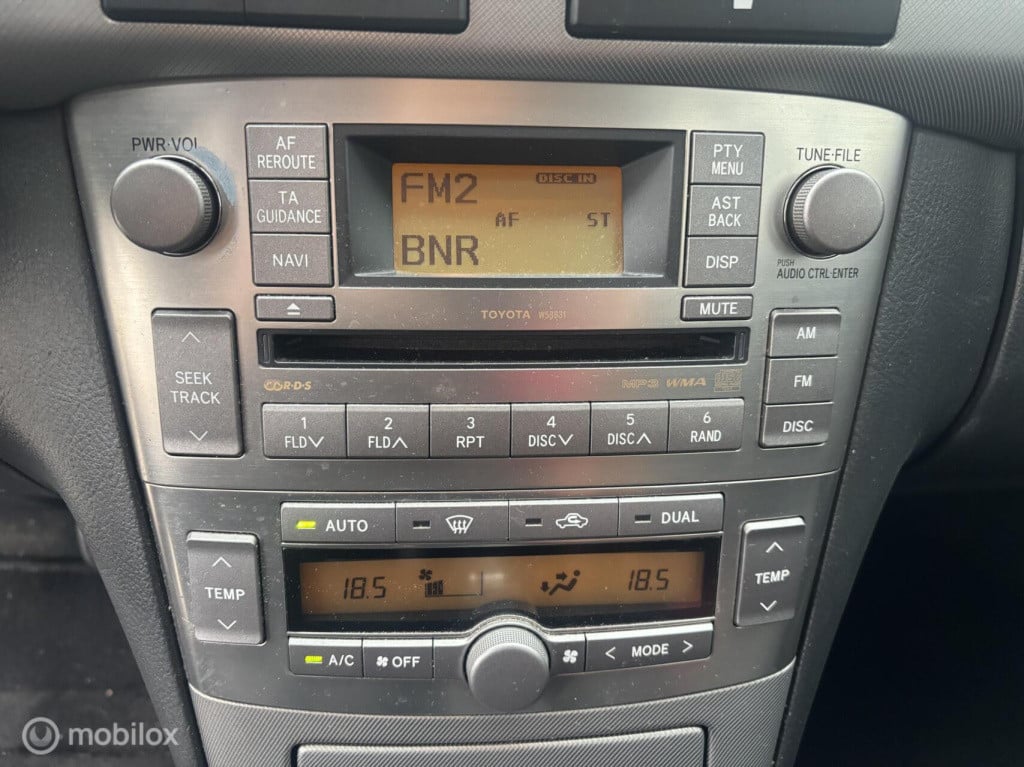 PWR·VOL
AF
REROUTE
TA
GUIDANCE
NAVI
FM2
DISC IN
AF ST
BNR
PTY
MENU
AST
BACK
DISP
TUNE·FILE
PUSH
AUDIO CTRL·ENTER
TOYOTA
MUTE
SEEK
TRACK
R·D·S
MP3 WMA
AM
FM
DISC
1
FLD
2
FLD
3
RPT
4
DISC
5
DISC
6
RAND
AUTO
DUAL
TEMP
18.5
18.5
TEMP
A/C
OFF
< MODE >
mobilox